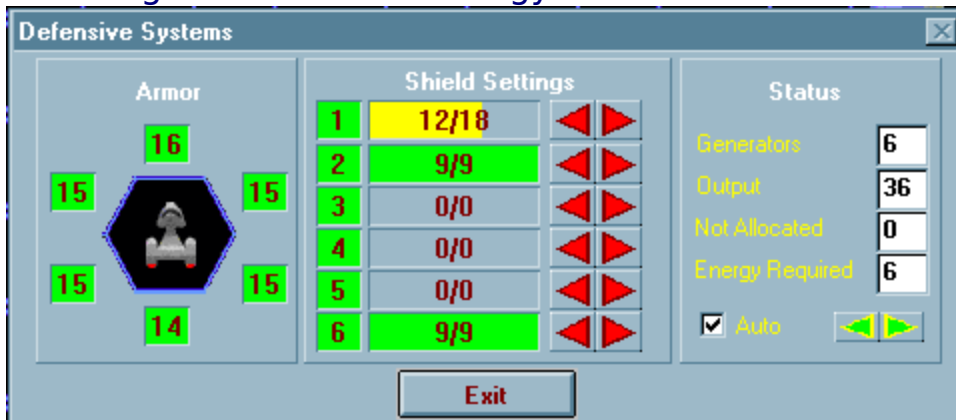 Defensive Systems
Armor
16
15
15
15
15
14
Shield Settings
1 12/18
2 9/9
3 0/0
4 0/0
5 0/0
6 9/9
Status
Generators 6
Output 36
Not Allocated 0
Energy Required 6
Auto
Exit